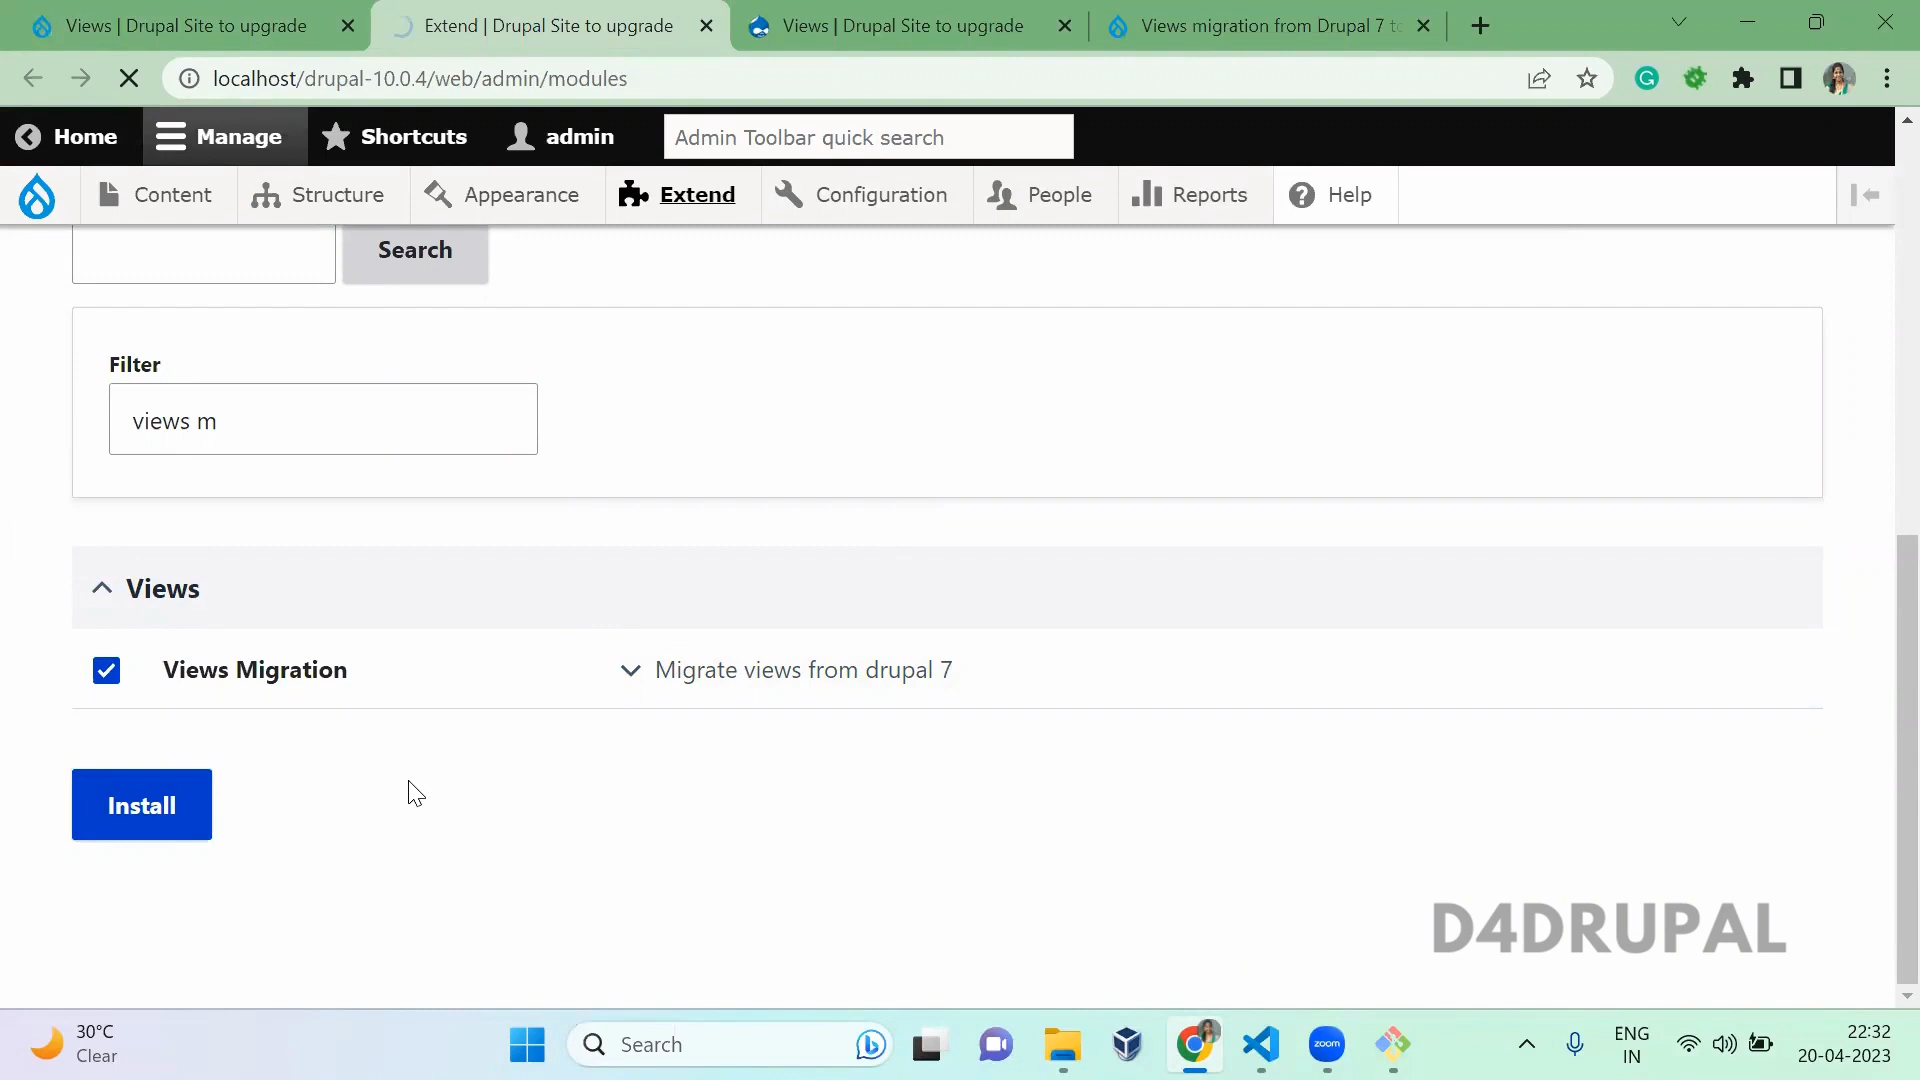 Views | Drupal Site to upgrade
Extend | Drupal Site to upgrade
Views | Drupal Site to upgrade
Views migration from Drupal 7 to
localhost/drupal-10.0.4/web/admin/modules
Home
Manage
Shortcuts
admin
Admin Toolbar quick search
Content
Structure
Appearance
Extend
Configuration
People
Reports
Help
Search
Filter
views m
Views
Views Migration
Migrate views from drupal 7
Install
D4DRUPAL
30°C
Clear
Search
zoom
ENG
IN
22:32
20-04-2023